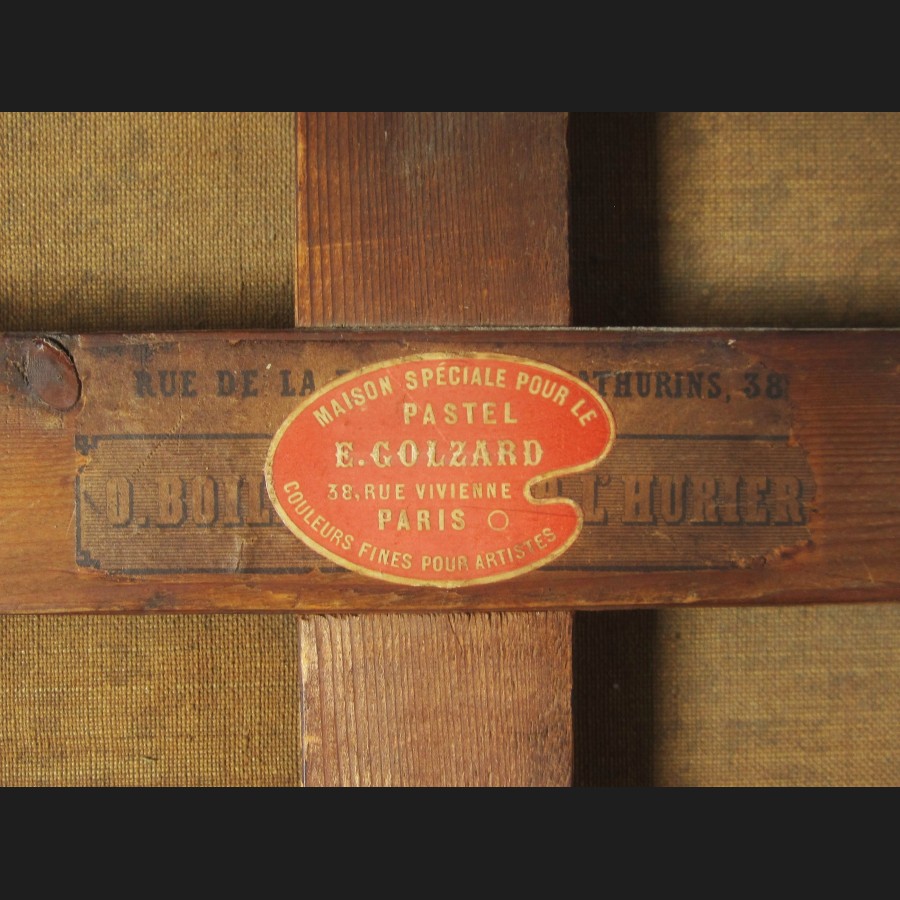 RUE DE LA
THURINS, 38
MAISON SPÉCIALE POUR LE
PASTEL
E. GOLZARD
38, RUE VIVIENNE
PARIS
COULEURS FINES POUR ARTISTES
O. BOIL
L'HURIER